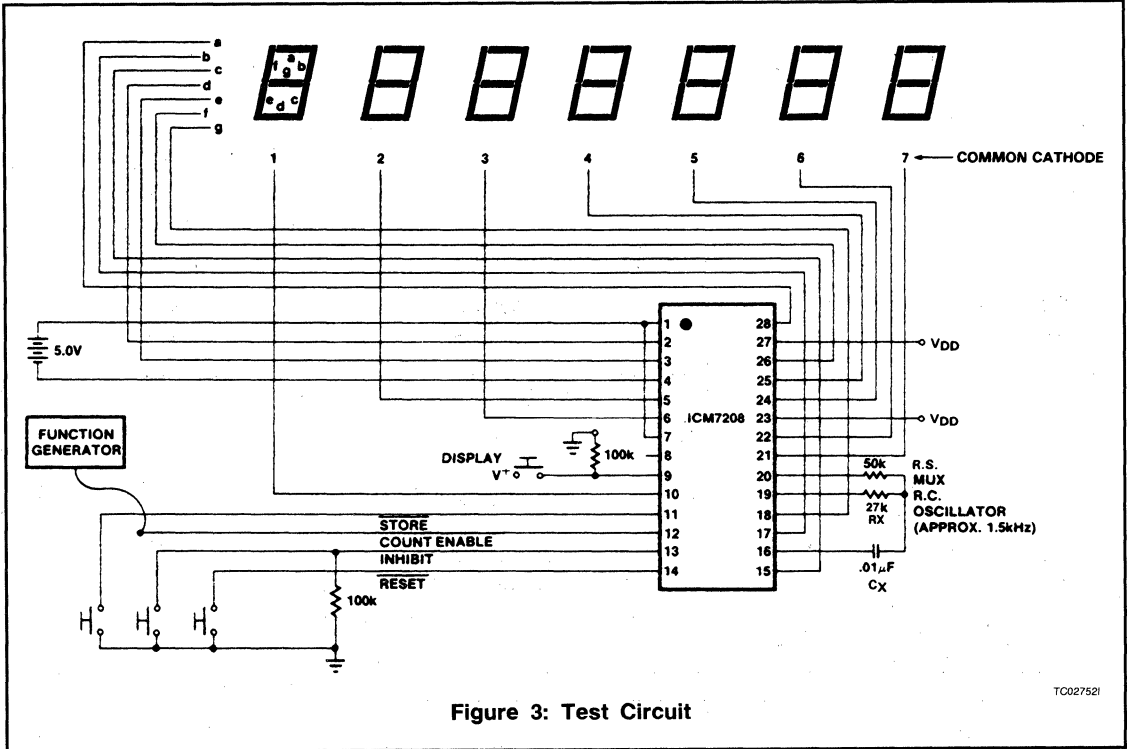 a
b
c
d
e
f
g
a
f b
g
e c
d
1 2 3 4 5 6 7
COMMON CATHODE
5.0V
FUNCTION
GENERATOR
ICM7208
1
2
3
4
5
6
7
8
9
10
11
12
13
14
28
27
26
25
24
23
22
21
20
19
18
17
16
15
VDD
VDD
DISPLAY
V+
100k
50k
27k
RX
R.S.
MUX
R.C.
OSCILLATOR
(APPROX. 1.5kHz)
.01µF
CX
STORE
COUNT ENABLE
INHIBIT
RESET
100k
TC02752I
Figure 3: Test Circuit